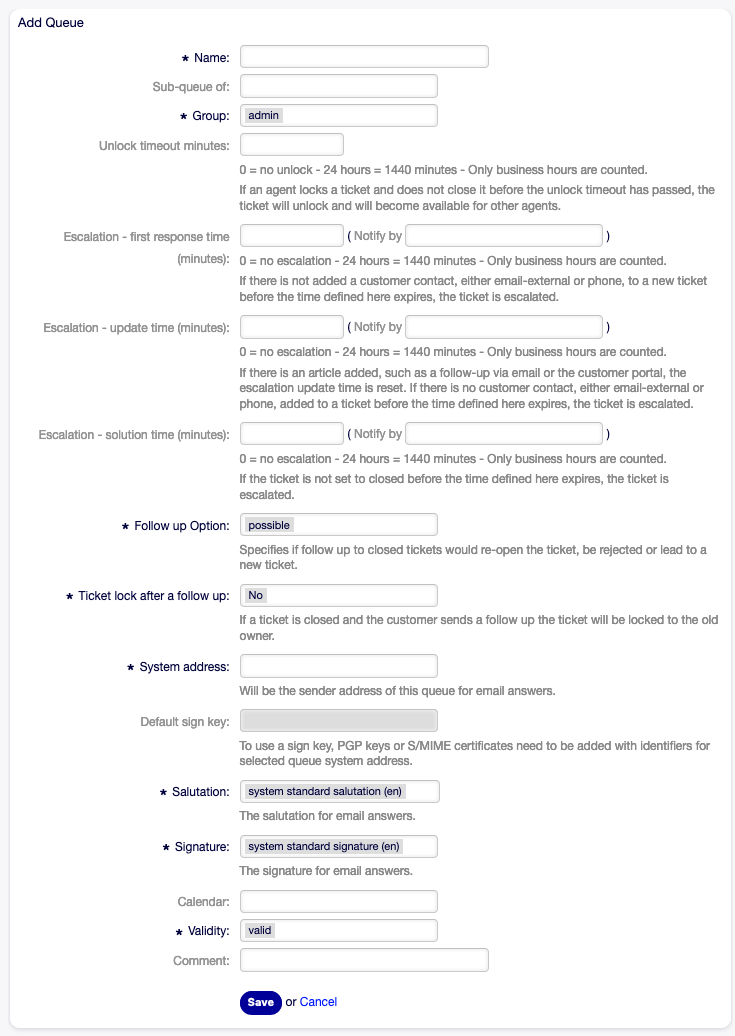 Add Queue
* Name:
Sub-queue of:
* Group: admin
Unlock timeout minutes:
0 = no unlock - 24 hours = 1440 minutes - Only business hours are counted.
If an agent locks a ticket and does not close it before the unlock timeout has passed, the
ticket will unlock and will become available for other agents.
Escalation - first response time
(minutes):
( Notify by )
0 = no escalation - 24 hours = 1440 minutes - Only business hours are counted.
If there is not added a customer contact, either email-external or phone, to a new ticket
before the time defined here expires, the ticket is escalated.
Escalation - update time (minutes): ( Notify by )
0 = no escalation - 24 hours = 1440 minutes - Only business hours are counted.
If there is an article added, such as a follow-up via email or the customer portal, the
escalation update time is reset. If there is no customer contact, either email-external or
phone, added to a ticket before the time defined here expires, the ticket is escalated.
Escalation - solution time (minutes): ( Notify by )
0 = no escalation - 24 hours = 1440 minutes - Only business hours are counted.
If the ticket is not set to closed before the time defined here expires, the ticket is
escalated.
* Follow up Option: possible
Specifies if follow up to closed tickets would re-open the ticket, be rejected or lead to a
new ticket.
* Ticket lock after a follow up: No
If a ticket is closed and the customer sends a follow up the ticket will be locked to the old
owner.
* System address:
Will be the sender address of this queue for email answers.
Default sign key:
To use a sign key, PGP keys or S/MIME certificates need to be added with identifiers for
selected queue system address.
* Salutation: system standard salutation (en)
The salutation for email answers.
* Signature: system standard signature (en)
The signature for email answers.
Calendar:
* Validity: valid
Comment:
Save or Cancel